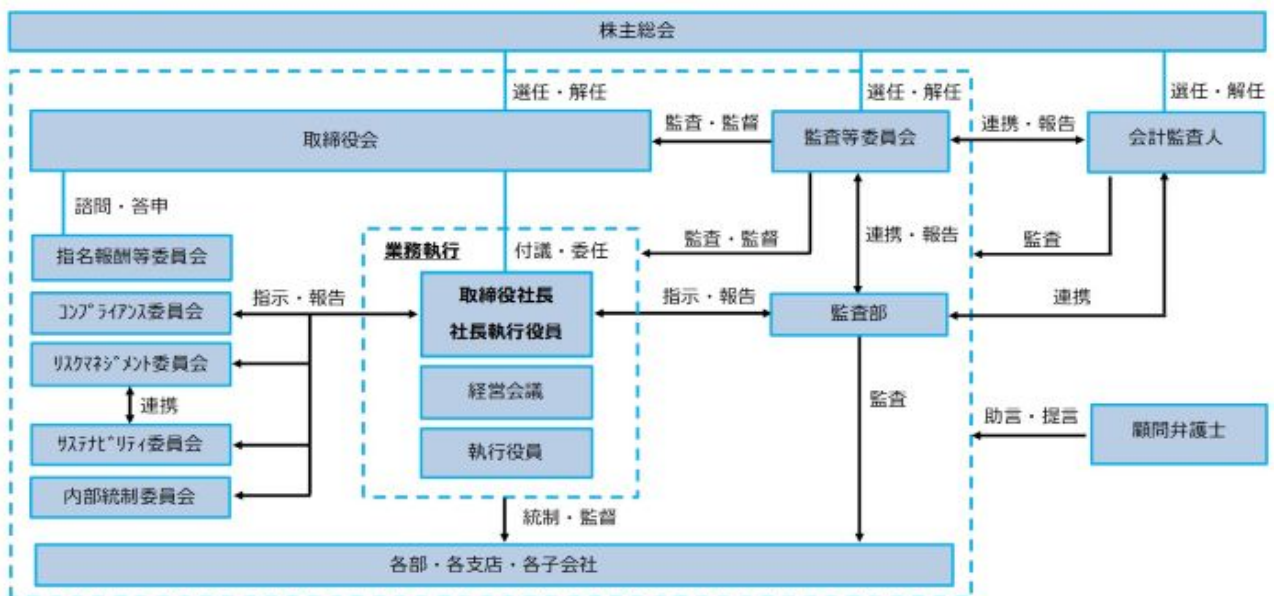 株主総会
選任・解任
選任・解任
選任・解任
取締役会
監査・監督
監査等委員会
連携・報告
会計監査人
諮問・答申
指名報酬等委員会
業務執行
付議・委任
監査・監督
連携・報告
監査
コンプライアンス委員会
指示・報告
取締役社長
社長執行役員
指示・報告
監査部
連携
リスクマネジメント委員会
連携
経営会議
監査
サステナビリティ委員会
執行役員
助言・提言
顧問弁護士
内部統制委員会
統制・監督
各部・各支店・各子会社